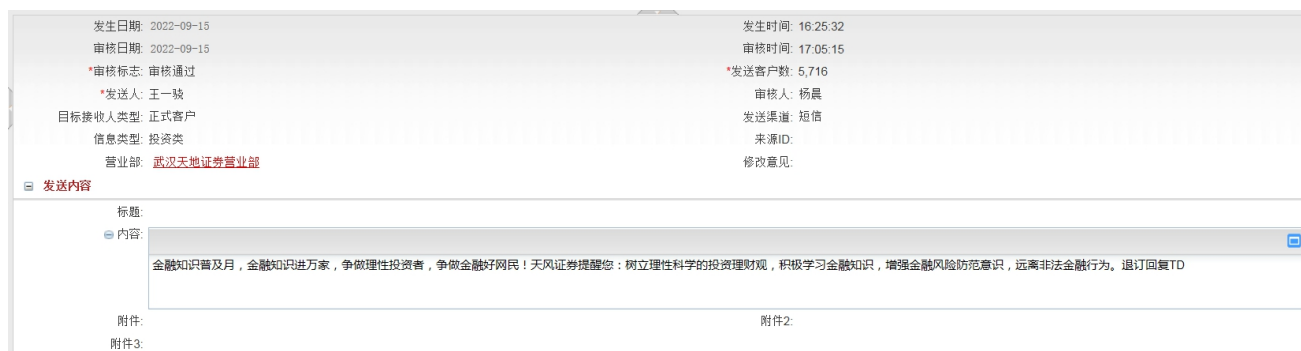 发生日期: 2022-09-15 发生时间: 16:25:32
审核日期: 2022-09-15 审核时间: 17:05:15
*审核标志: 审核通过 *发送客户数: 5,716
*发送人: 王一骁 审核人: 杨晨
目标接收人类型: 正式客户 发送渠道: 短信
信息类型: 投资类 来源ID:
营业部: 武汉天地证券营业部 修改意见:
发送内容
标题:
内容:
金融知识普及月，金融知识进万家，争做理性投资者，争做金融好网民！天风证券提醒您：树立理性科学的投资理财观，积极学习金融知识，增强金融风险防范意识，远离非法金融行为。退订回复TD
附件: 附件2:
附件3: